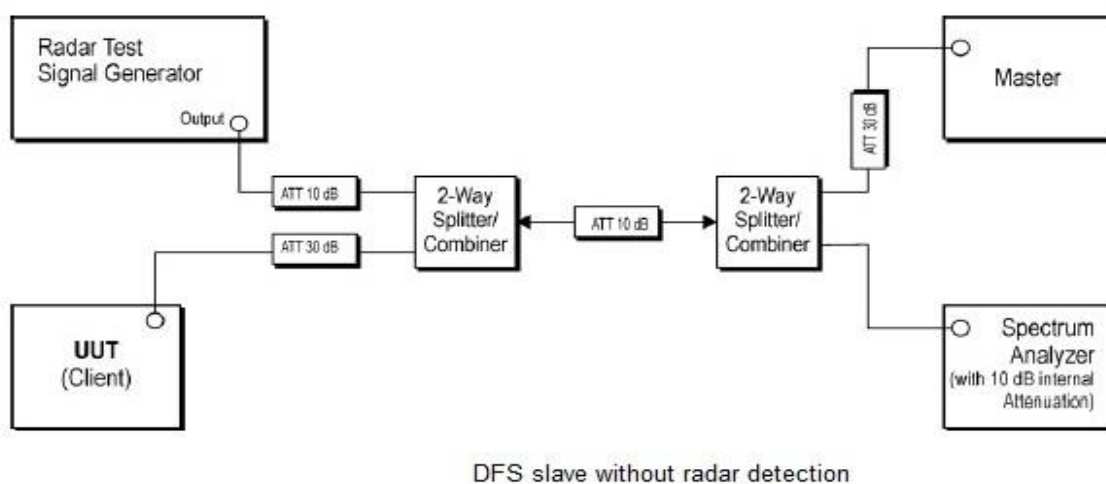 Radar Test
Signal Generator
Output
ATT 10 dB
ATT 30 dB
2-Way
Splitter/
Combiner
ATT 10 dB
2-Way
Splitter/
Combiner
ATT 30 dB
Master
UUT
(Client)
Spectrum
Analyzer
(with 10 dB internal
Attenuation)
DFS slave without radar detection